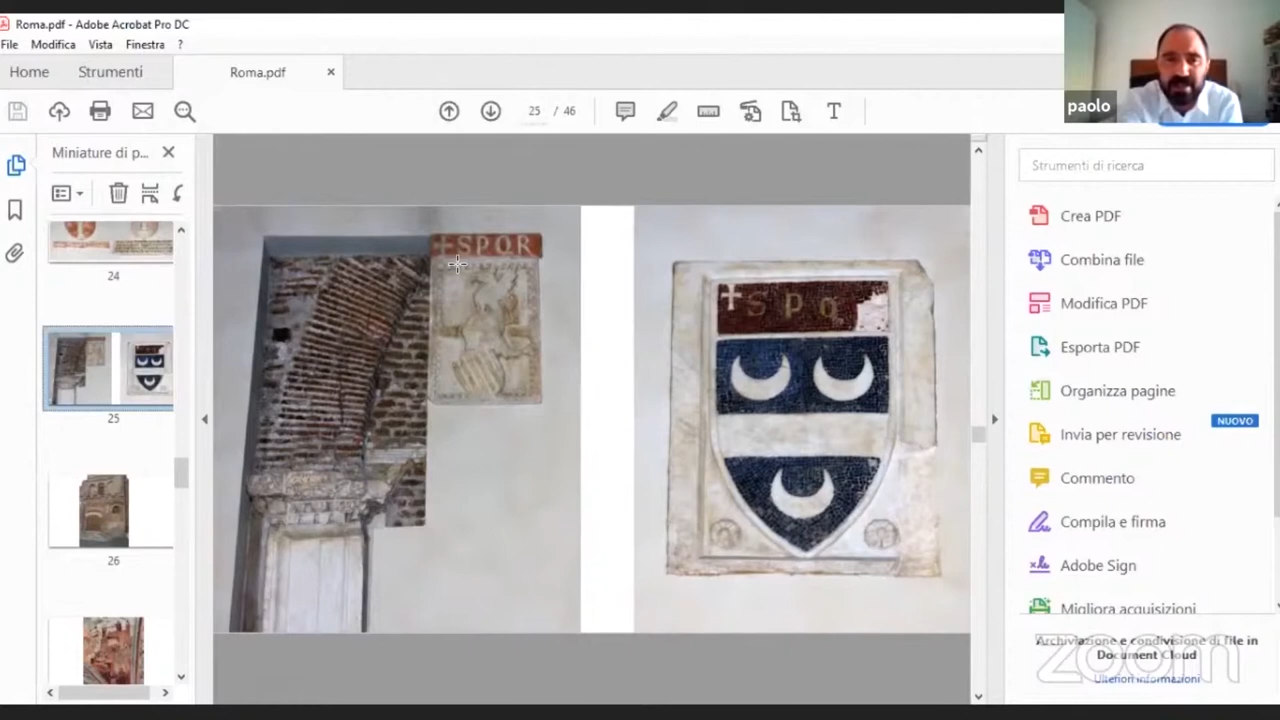 Roma.pdf - Adobe Acrobat Pro DC
File Modifica Vista Finestra ?
Home Strumenti Roma.pdf ×
25 / 46
paolo
Miniature di p...
24
25
26
+SPQR
+SPQ
Strumenti di ricerca
Crea PDF
Combina file
Modifica PDF
Esporta PDF
Organizza pagine
NUOVO
Invia per revisione
Commento
Compila e firma
Adobe Sign
Migliora acquisizioni
Archiviazione e condivisione di file in
Document Cloud
Ulteriori informazioni
zoom